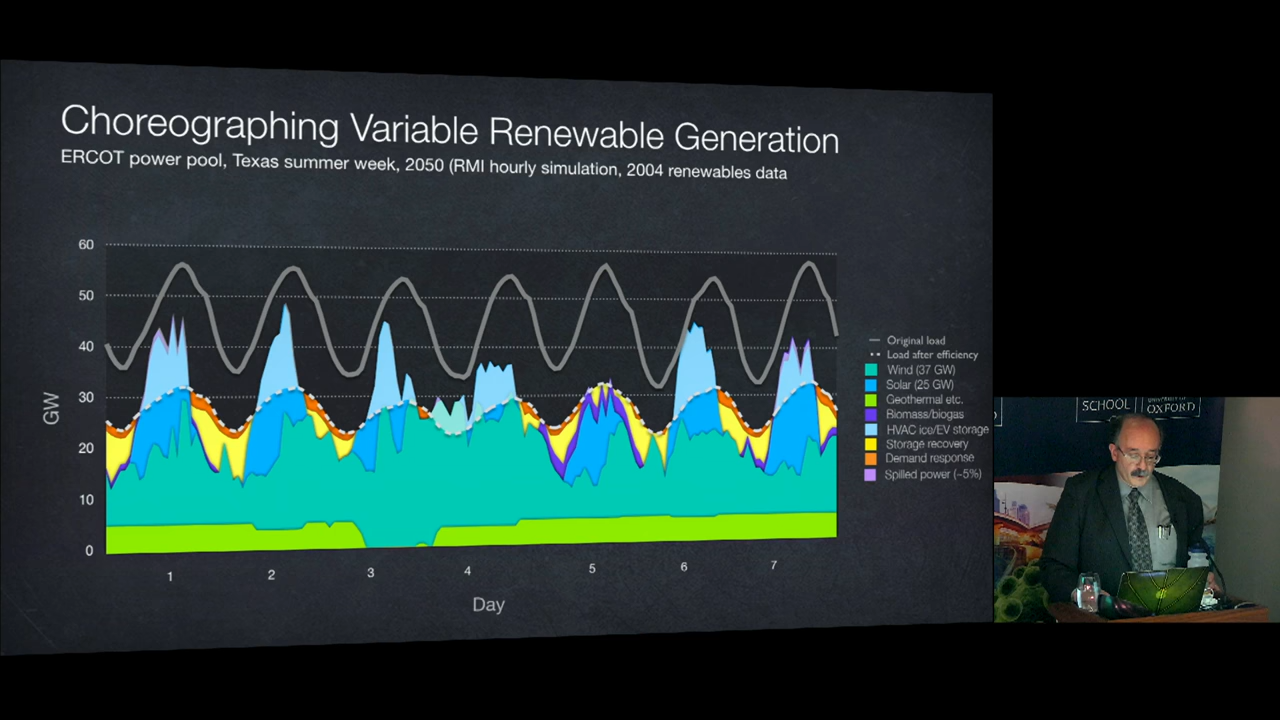 Choreographing Variable Renewable Generation
ERCOT power pool, Texas summer week, 2050 (RMI hourly simulation, 2004 renewables data
60
50
40
30
20
10
0
GW
1
2
3
4
5
6
7
Day
Original load
Load after efficiency
Wind (37 GW)
Solar (25 GW)
Geothermal etc.
Biomass/biogas
HVAC ice/EV storage
Storage recovery
Demand response
Spilled power (~5%)
SCHOOL
UNIVERSITY OF
OXFORD